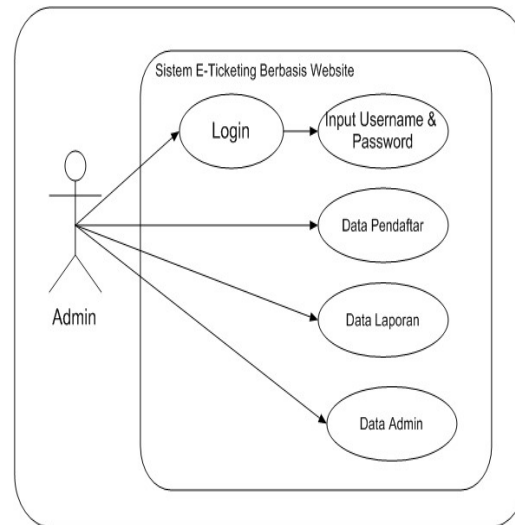 Sistem E-Ticketing Berbasis Website
Login
Input Username &
Password
Data Pendaftar
Admin
Data Laporan
Data Admin